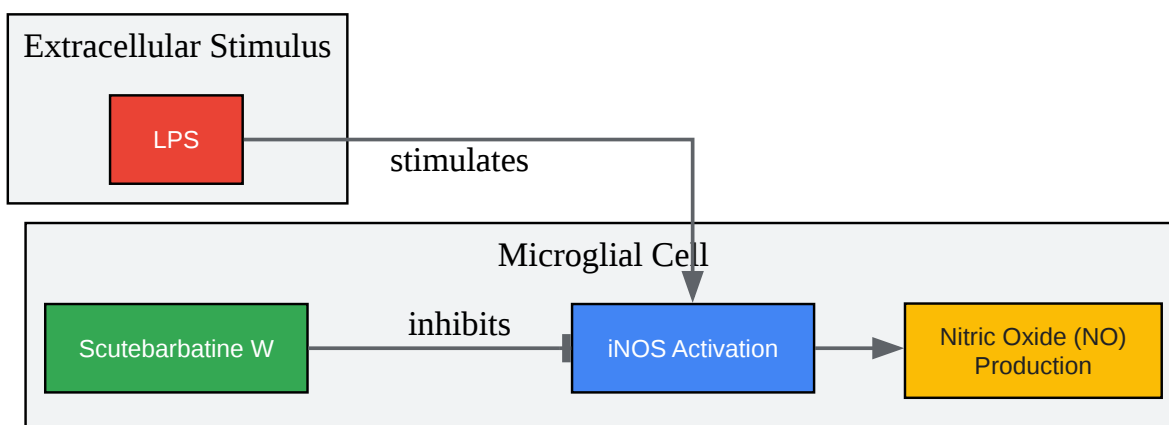 Extracellular Stimulus
LPS
stimulates
Microglial Cell
Scutebarbatine W
inhibits
iNOS Activation
Nitric Oxide (NO)
Production